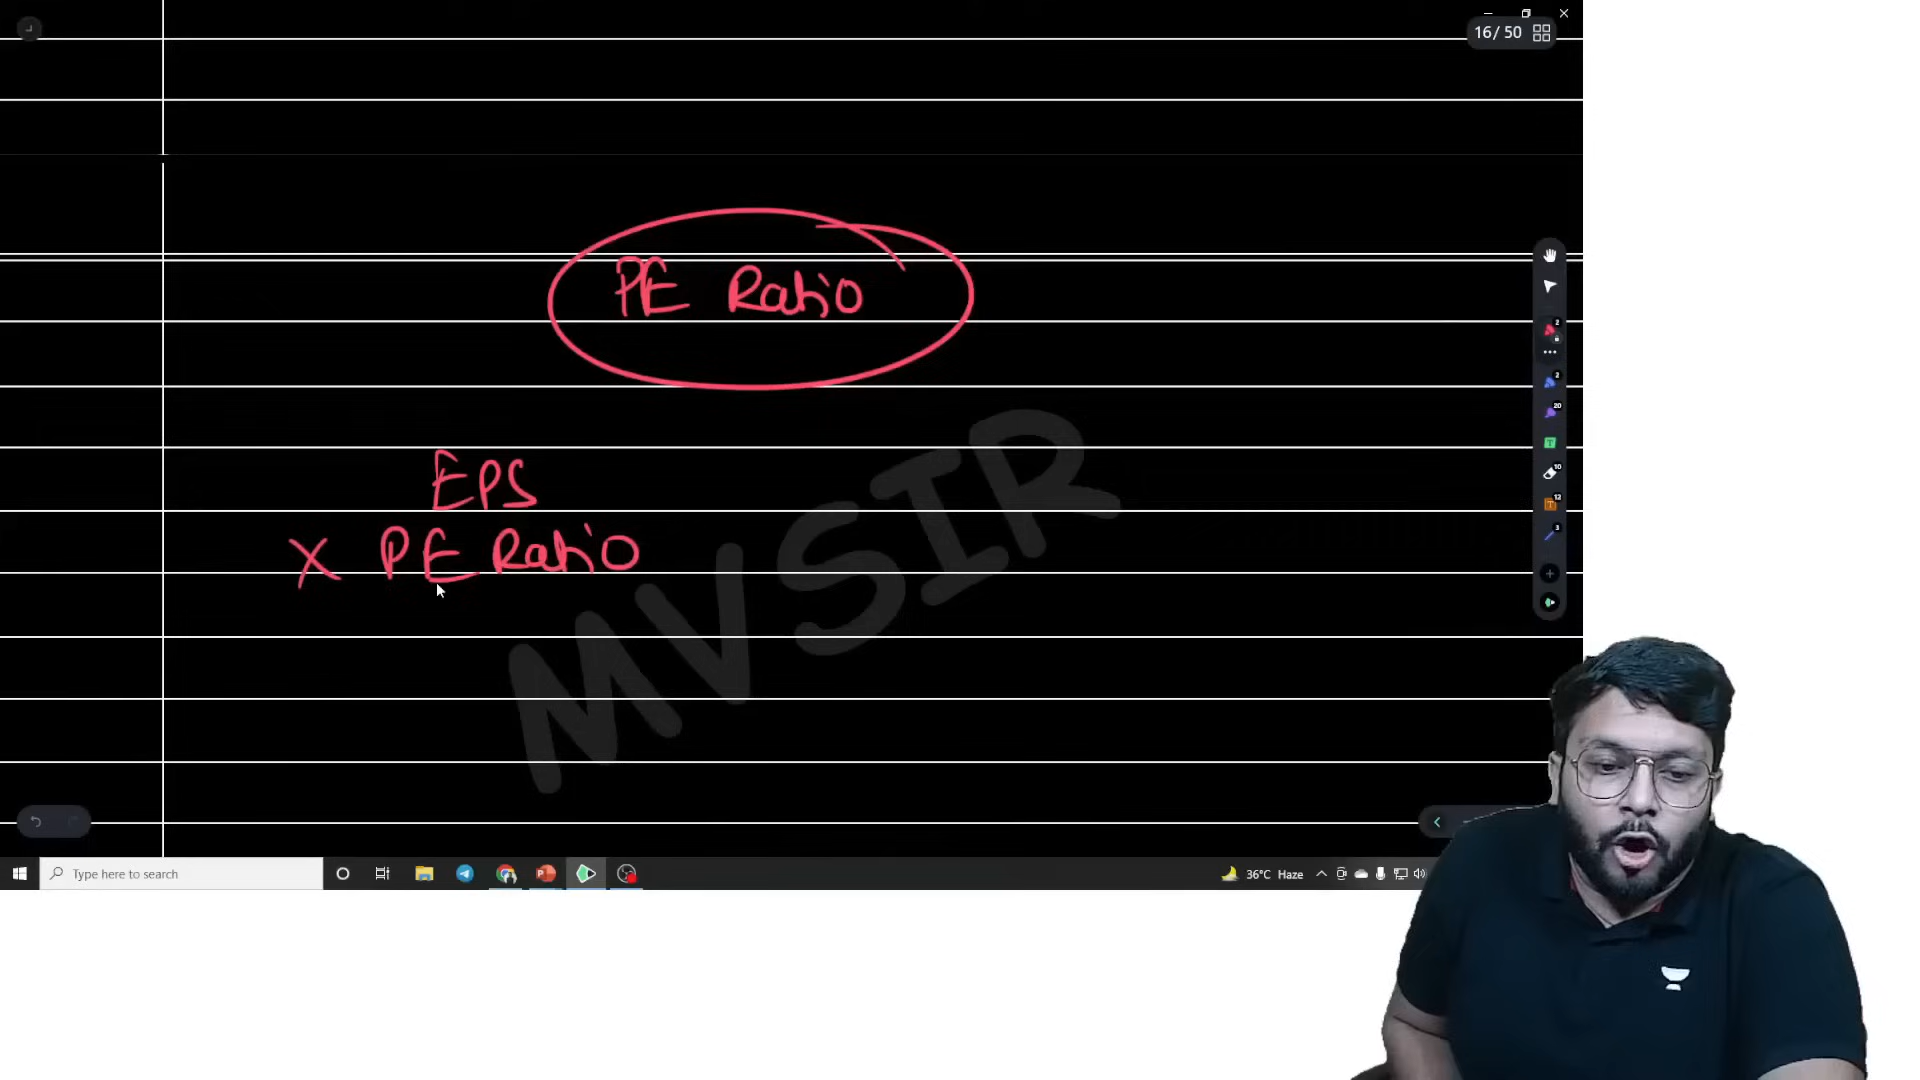 16/ 50
PE Ratio
EPS
X PE Ratio
MVSIR
Type here to search
36°C Haze